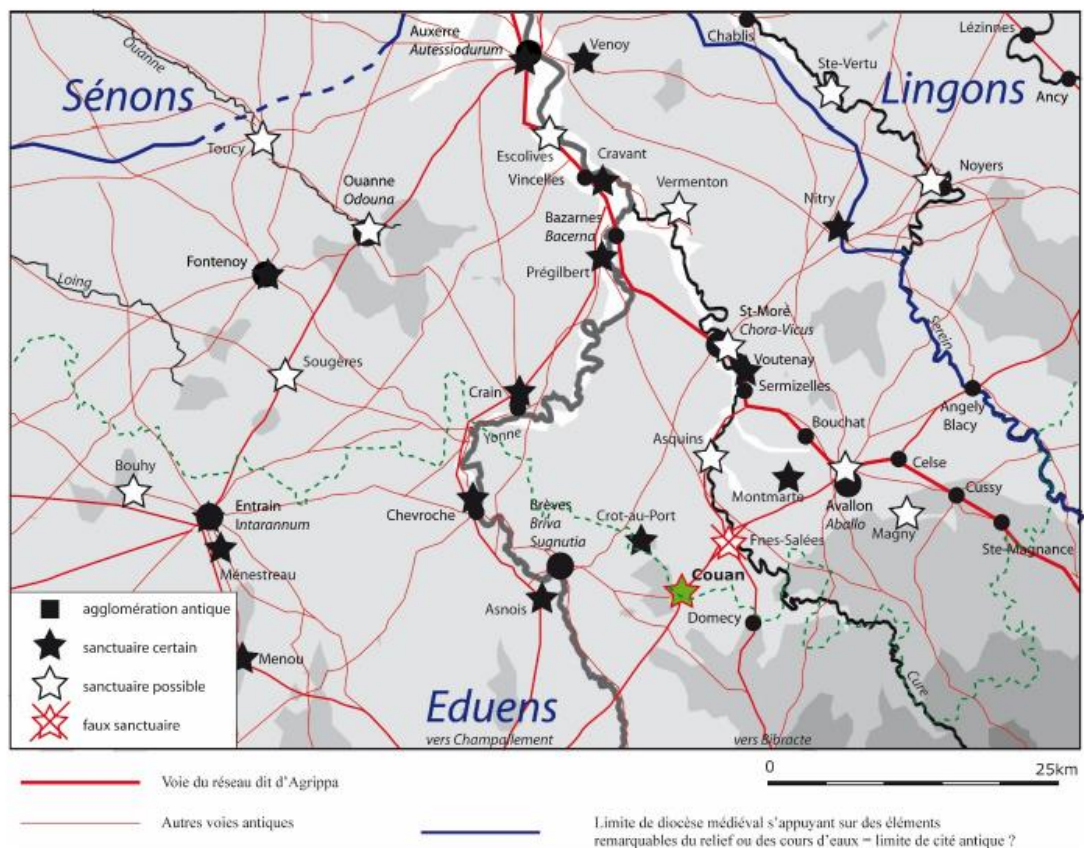 Auxerre
Autessiodurum
Venoy
Chablis
Lézinnes
Ouanne
Ste-Vertu
Sénons
Lingons
Ancy
Toucy
Escolives
Cravant
Vincelles
Vermenton
Noyers
Ouanne
Odouna
Nitry
Bazarnes
Bacerna
Fontenoy
Prégilbert
Loing
St-Moré
Chora-Vicus
Serein
Sougères
Voutenay
Sermizelles
Crain
Angely
Blacy
Yonne
Bouchat
Asquins
Bouhy
Celse
Montmarte
Entrain
Intarannum
Chevroche
Brèves
Briva
Sugnutia
Crot-au-Port
Avallon
Aballo
Cussy
Magny
Ste-Magnance
Fnes-Salées
Ménestreau
Couan
Asnois
Domecy
Menou
Cure
Eduens
vers Champallement
vers Bibracte
agglomération antique
sanctuaire certain
sanctuaire possible
faux sanctuaire
0 25km
Voie du réseau dit d'Agrippa
Autres voies antiques
Limite de diocèse médiéval s'appuyant sur des éléments
remarquables du relief ou des cours d'eaux = limite de cité antique ?